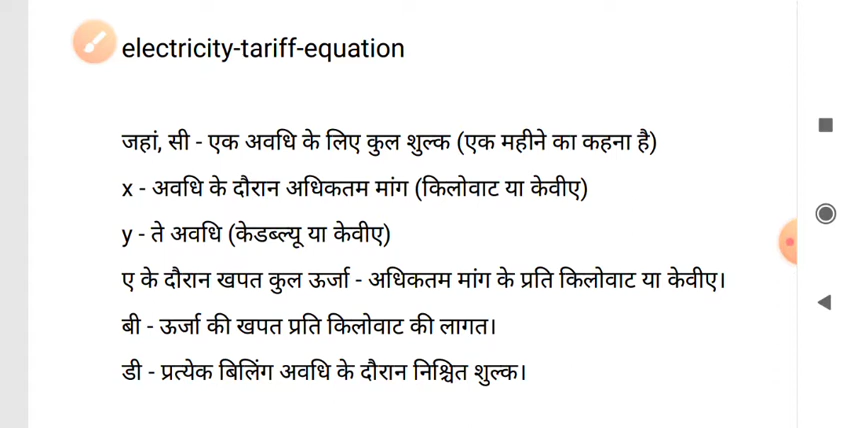 electricity-tariff-equation
जहां, सी - एक अवधि के लिए कुल शुल्क (एक महीने का कहना है)
x - अवधि के दौरान अधिकतम मांग (किलोवाट या केवीए)
y - ते अवधि (केडब्ल्यू या केवीए)
ए के दौरान खपत कुल ऊर्जा - अधिकतम मांग के प्रति किलोवाट या केवीए।
बी - ऊर्जा की खपत प्रति किलोवाट की लागत।
डी - प्रत्येक बिलिंग अवधि के दौरान निश्चित शुल्क।